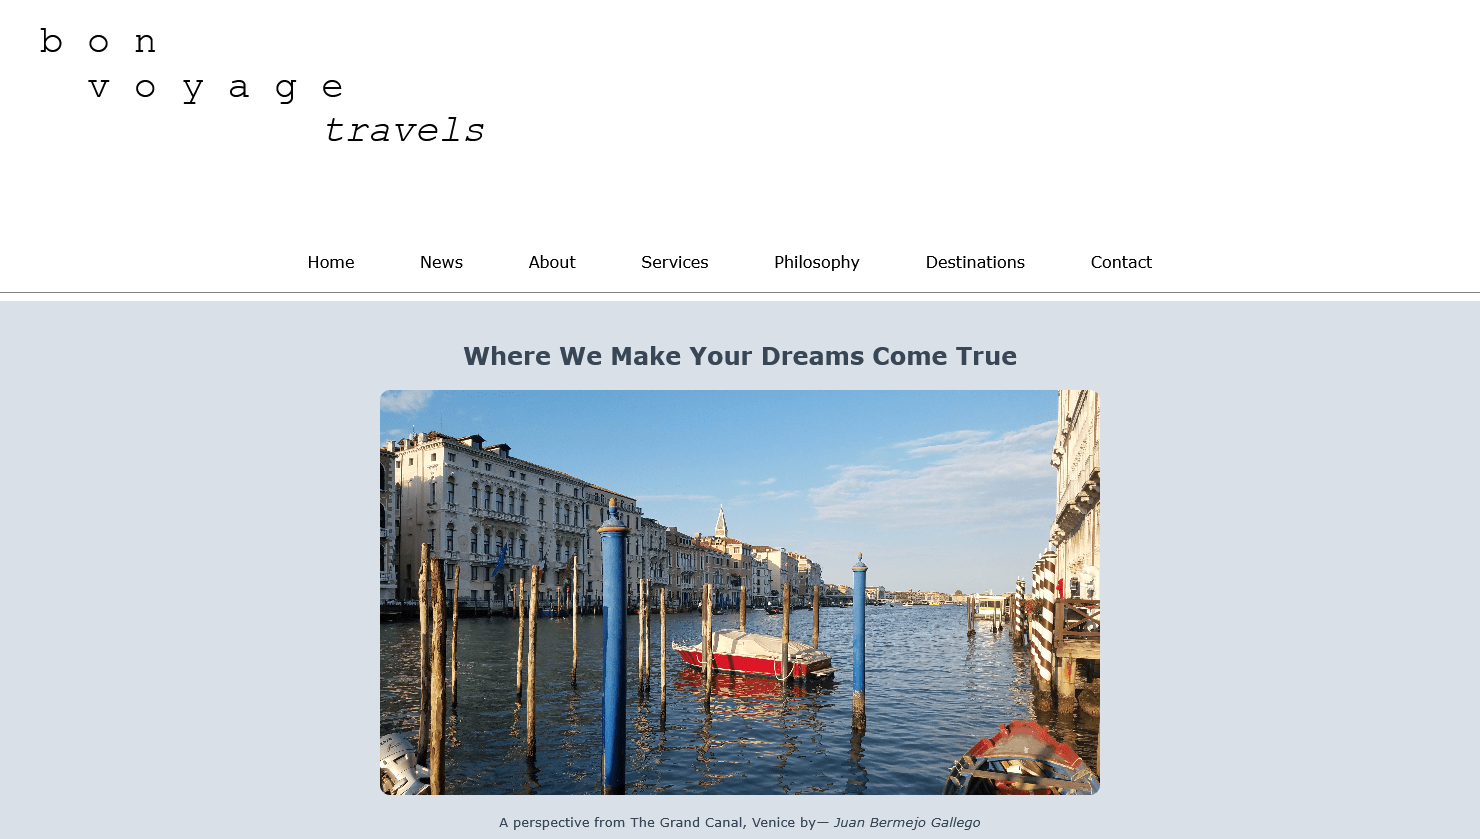 b o n
v o y a g e
travels
Home News About Services Philosophy Destinations Contact
Where We Make Your Dreams Come True
A perspective from The Grand Canal, Venice by— Juan Bermejo Gallego